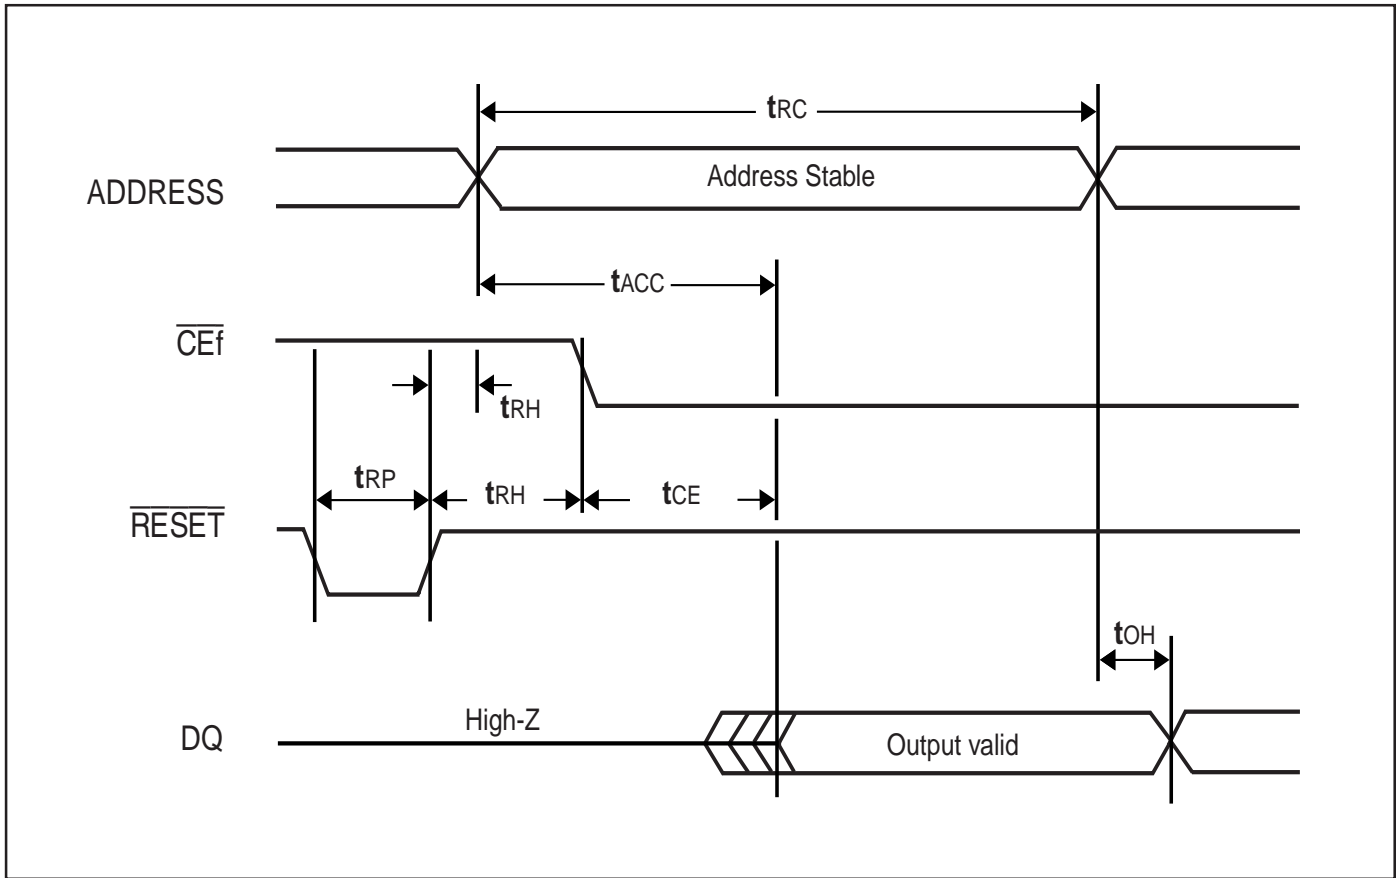 tRC
ADDRESS
Address Stable
tACC
CEf
tRH
tRP
tRH
tCE
RESET
tOH
High-Z
DQ
Output valid